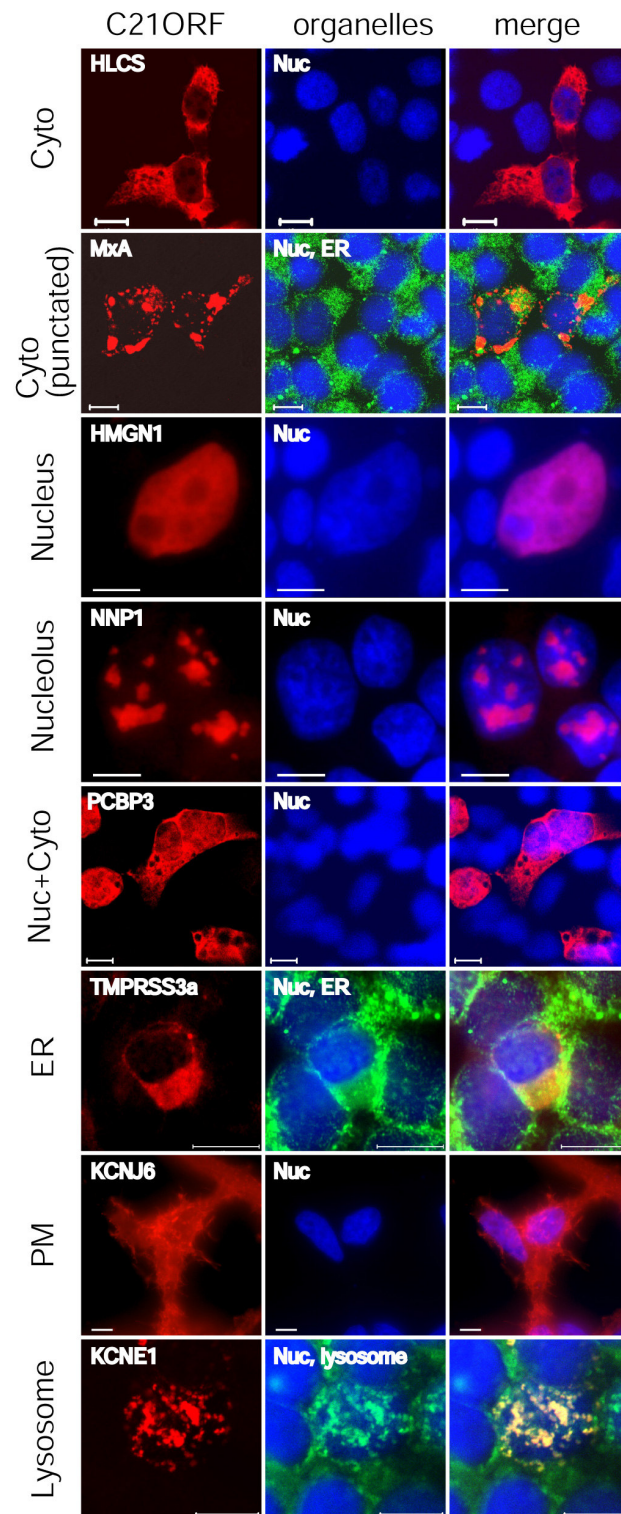 C21ORF organelles merge
Cyto
HLCS Nuc
Cyto
(punctated)
MxA Nuc, ER
Nucleus
HMGN1 Nuc
Nucleolus
NNP1 Nuc
Nuc+Cyto
PCBP3 Nuc
ER
TMPRSS3a Nuc, ER
PM
KCNJ6 Nuc
Lysosome
KCNE1 Nuc, lysosome